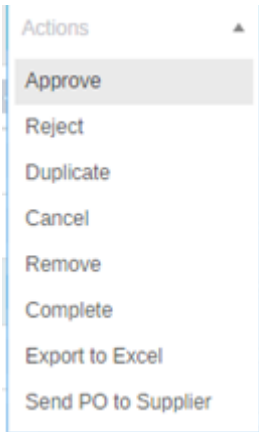 Actions
Approve
Reject
Duplicate
Cancel
Remove
Complete
Export to Excel
Send PO to Supplier